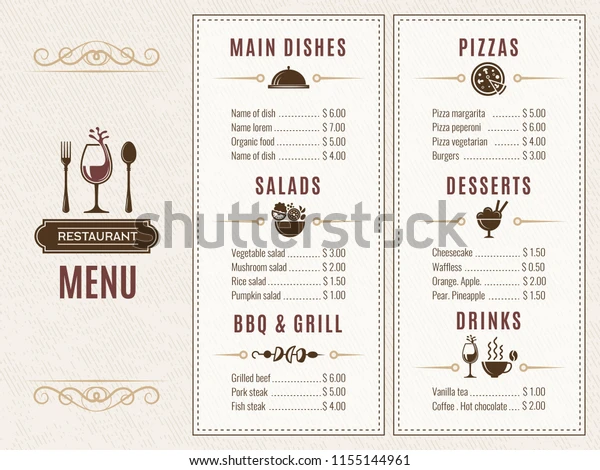 RESTAURANT
MENU
MAIN DISHES
Name of dish ............ $ 6.00
Name lorem ............ $ 7.00
Organic food ............ $ 5.00
Name of dish ............ $ 4.00
SALADS
Vegetable salad ............ $ 3.00
Mushroom salad ............ $ 2.00
Rice salad ............ $ 1.50
Pumpkin salad ............ $ 1.00
BBQ & GRILL
Grilled beef ............ $ 6.00
Pork steak ............ $ 5.00
Fish steak ............ $ 4.00
PIZZAS
Pizza margarita ............ $ 5.00
Pizza peperoni ............ $ 6.00
Pizza vegetarian ............ $ 4.00
Burgers ............ $ 3.00
DESSERTS
Cheesecake ............ $ 1.50
Waffless ............ $ 0.50
Orange. Apple. ............ $ 2.00
Pear. Pineapple ............ $ 1.50
DRINKS
Vanilla tea ............ $ 1.00
Coffee . Hot chocolate ............ $ 2.00
shutterstock
IMAGE ID: 1155144961
www.shutterstock.com